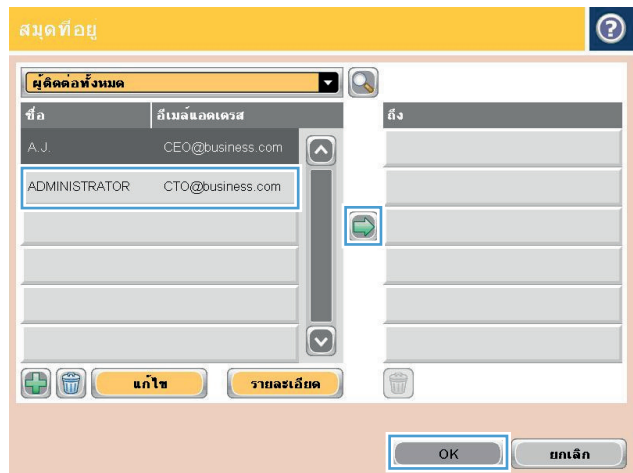 สมุดที่อยู่
ผู้ติดต่อทั้งหมด
ชื่อ อีเมล์แอดเดรส ถึง
A.J. CEO@business.com
ADMINISTRATOR CTO@business.com
แก้ไข รายละเอียด
OK ยกเลิก